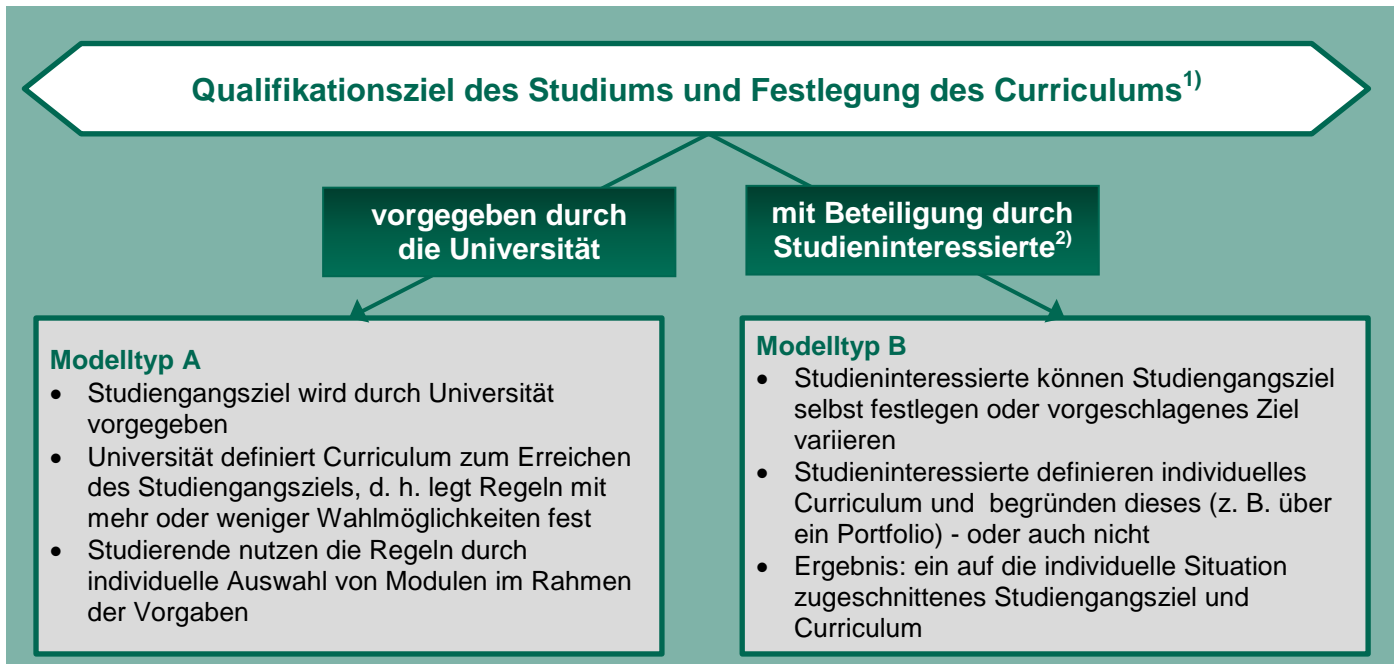 Qualifikationsziel des Studiums und Festlegung des Curriculums1)
vorgegeben durch
die Universität
mit Beteiligung durch
Studieninteressierte2)
Modelltyp A
• Studiengangsziel wird durch Universität
vorgegeben
• Universität definiert Curriculum zum Erreichen
des Studiengangsziels, d. h. legt Regeln mit
mehr oder weniger Wahlmöglichkeiten fest
• Studierende nutzen die Regeln durch
individuelle Auswahl von Modulen im Rahmen
der Vorgaben
Modelltyp B
• Studieninteressierte können Studiengangsziel
selbst festlegen oder vorgeschlagenes Ziel
variieren
• Studieninteressierte definieren individuelles
Curriculum und begründen dieses (z. B. über
ein Portfolio) - oder auch nicht
• Ergebnis: ein auf die individuelle Situation
zugeschnittenes Studiengangsziel und
Curriculum